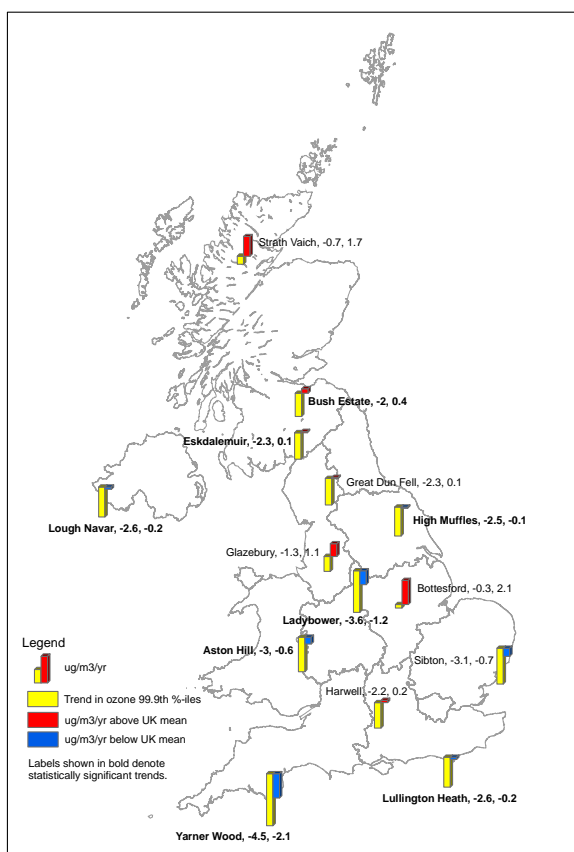 Strath Vaich, -0.7, 1.7
Bush Estate, -2, 0.4
Eskdalemuir, -2.3, 0.1
Great Dun Fell, -2.3, 0.1
Lough Navar, -2.6, -0.2
High Muffles, -2.5, -0.1
Glazebury, -1.3, 1.1
Bottesford, -0.3, 2.1
Ladybower, -3.6, -1.2
Aston Hill, -3, -0.6
Sibton, -3.1, -0.7
Harwell, -2.2, 0.2
Lullington Heath, -2.6, -0.2
Yarner Wood, -4.5, -2.1
Legend
ug/m3/yr
Trend in ozone 99.9th %-iles
ug/m3/yr above UK mean
ug/m3/yr below UK mean
Labels shown in bold denote
statistically significant trends.